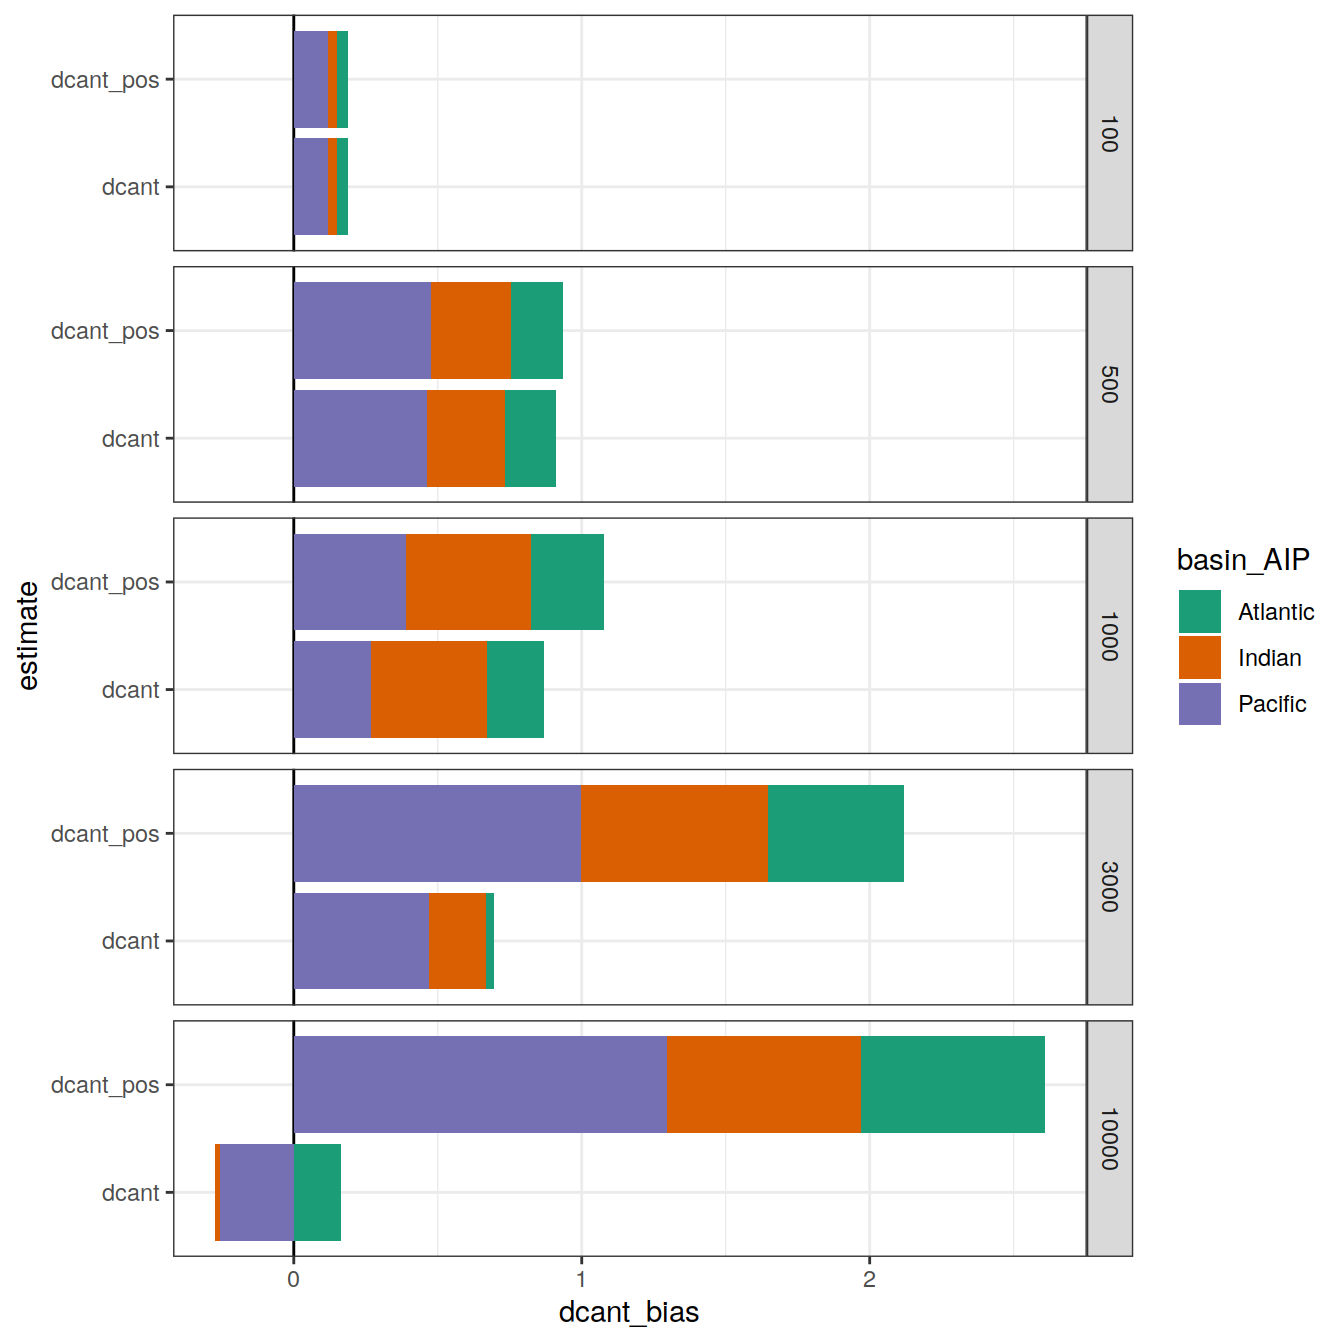 dcant_pos
dcant
100
dcant_pos
dcant
500
dcant_pos
dcant
1000
dcant_pos
dcant
3000
dcant_pos
dcant
10000
estimate
0 1 2
dcant_bias
basin_AIP
Atlantic
Indian
Pacific